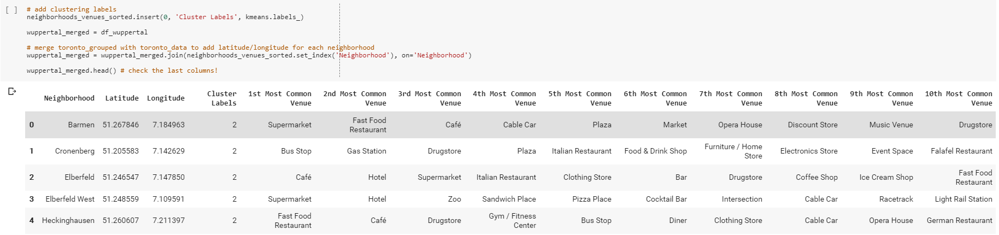 [ ] # add clustering labels
neighborhoods_venues_sorted.insert(0, 'Cluster Labels', kmeans.labels_)
wuppertal_merged = df_wuppertal
# merge toronto_grouped with toronto_data to add latitude/longitude for each neighborhood
wuppertal_merged = wuppertal_merged.join(neighborhoods_venues_sorted.set_index('Neighborhood'), on='Neighborhood')
wuppertal_merged.head() # check the last columns!
Neighborhood Latitude Longitude Cluster Labels 1st Most Common Venue 2nd Most Common Venue 3rd Most Common Venue 4th Most Common Venue 5th Most Common Venue 6th Most Common Venue 7th Most Common Venue 8th Most Common Venue 9th Most Common Venue 10th Most Common Venue
0 Barmen 51.267846 7.184963 2 Supermarket Fast Food Restaurant Café Cable Car Plaza Market Opera House Discount Store Music Venue Drugstore
1 Cronenberg 51.205583 7.142629 2 Bus Stop Gas Station Drugstore Plaza Italian Restaurant Food & Drink Shop Furniture / Home Store Electronics Store Event Space Falafel Restaurant
2 Elberfeld 51.246547 7.147850 2 Café Hotel Supermarket Italian Restaurant Clothing Store Bar Drugstore Coffee Shop Ice Cream Shop Fast Food Restaurant
3 Elberfeld West 51.248559 7.109591 2 Supermarket Hotel Zoo Sandwich Place Pizza Place Cocktail Bar Intersection Cable Car Racetrack Light Rail Station
4 Heckinghausen 51.260607 7.211397 2 Fast Food Restaurant Café Drugstore Gym / Fitness Center Bus Stop Diner Clothing Store Cable Car Opera House German Restaurant